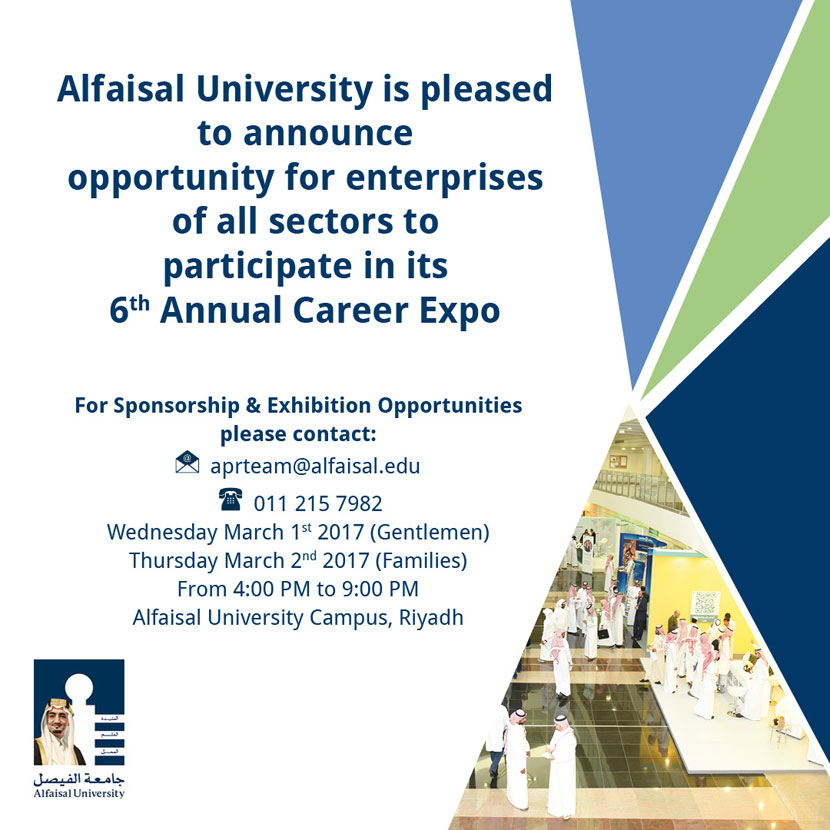 Alfaisal University is pleased
to announce
opportunity for enterprises
of all sectors to
participate in its
6th Annual Career Expo
For Sponsorship & Exhibition Opportunities
please contact:
aprteam@alfaisal.edu
011 215 7982
Wednesday March 1st 2017 (Gentlemen)
Thursday March 2nd 2017 (Families)
From 4:00 PM to 9:00 PM
Alfaisal University Campus, Riyadh
العقيدة
العلم
العمل
جامعة الفيصل
Alfaisal University